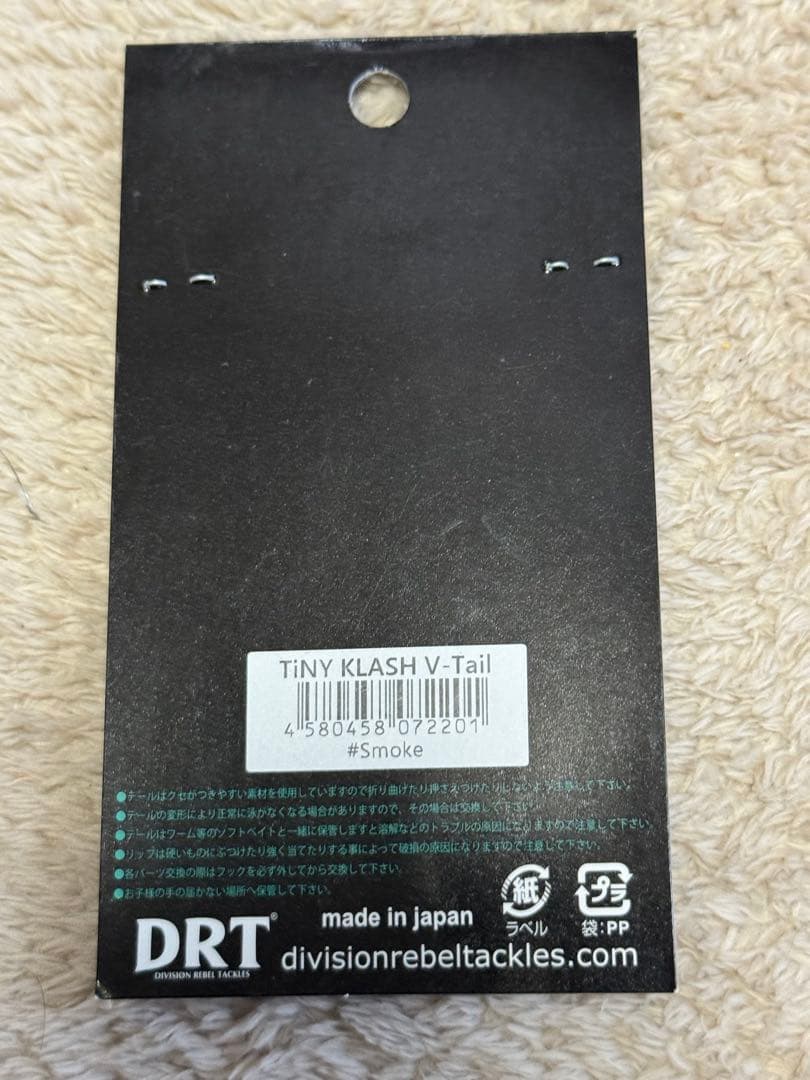 TiNY KLASH V-Tail
4 580458 072201
#Smoke
●テールはクセがつきやすい素材を使用していますので折り曲げたり押さえつけたりしないよう注意して下さい。
●テールの変形により正常に泳がなくなる場合がありますので、その場合は交換して下さい。
●テールはワーム等のソフトベイトと一緒に保管しますと溶解などのトラブルの原因になりますので注意して下さい。
●リップは硬いものにぶつけたり強く当てたりする事によって破損の原因になりますので注意して下さい。
●各パーツ交換の際はフックを必ず外してから交換して下さい。
●お子様の手の届かない場所へ保管して下さい。
紙
ラベル
プラ
袋:PP
DRT®
DIVISION REBEL TACKLES
made in japan
divisionrebeltackles.com